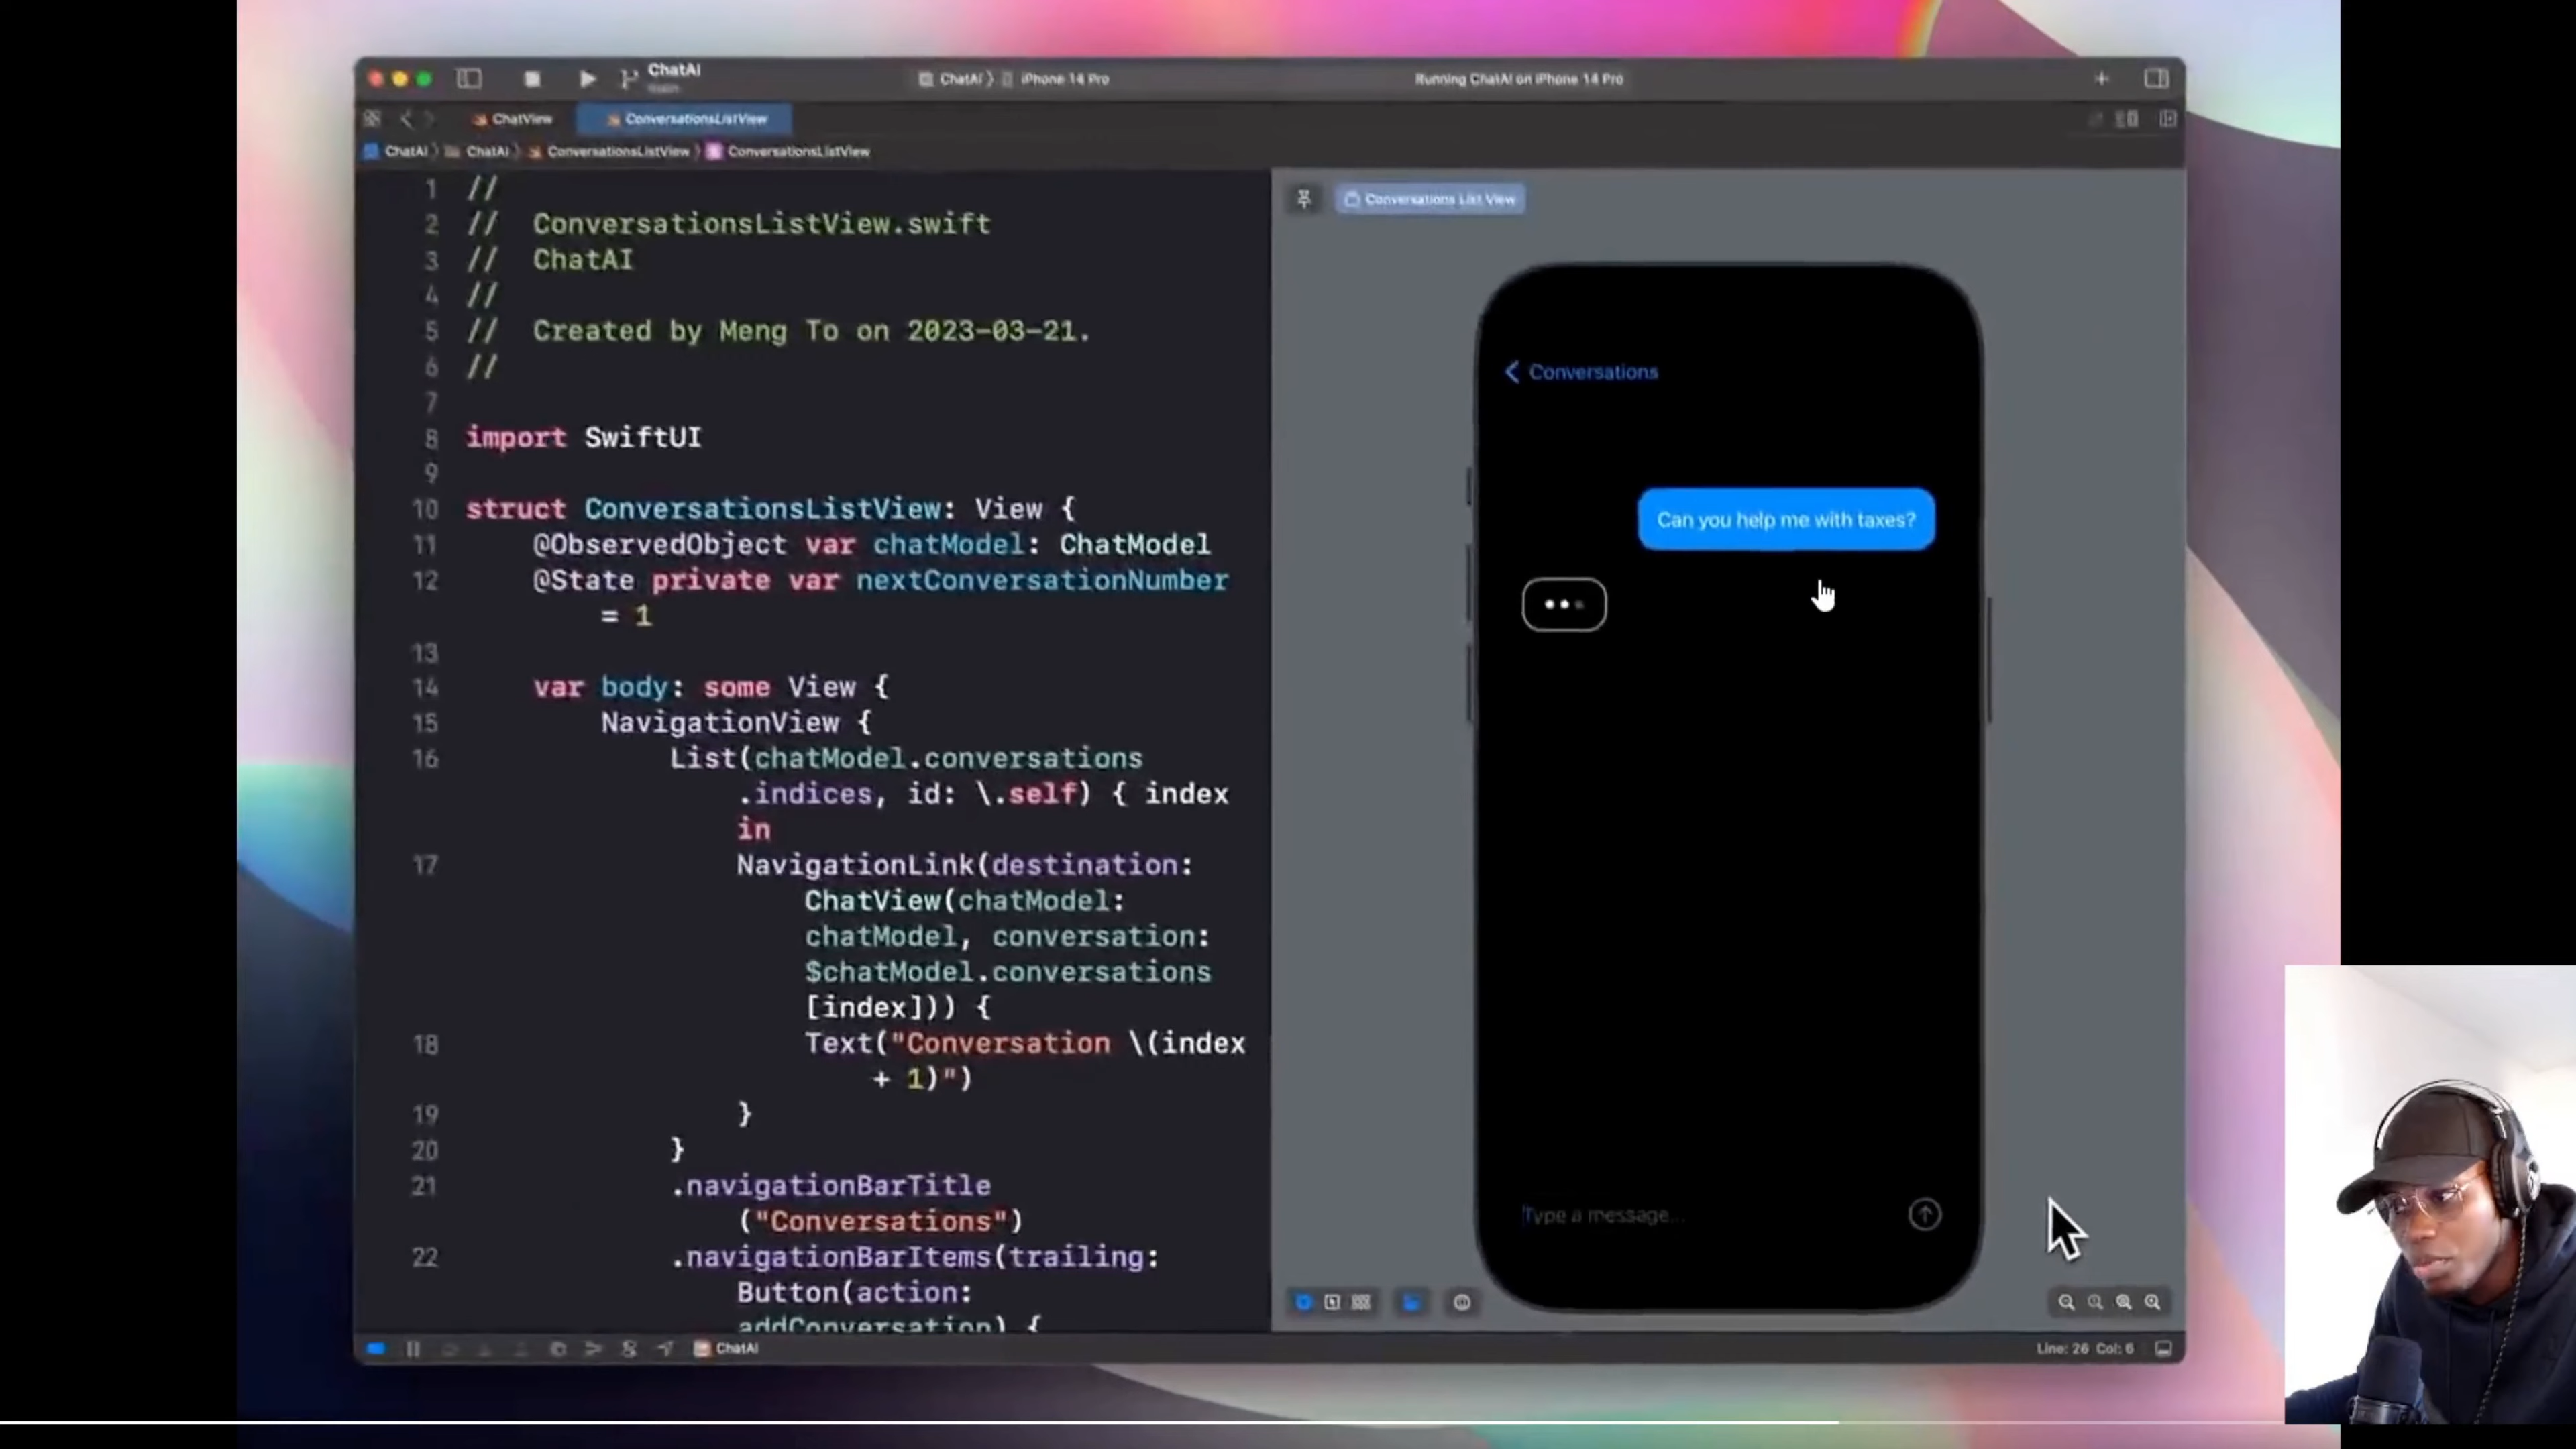 ChatAI
main
ChatAI 〉 iPhone 14 Pro
Running ChatAI on iPhone 14 Pro
ChatView
ConversationsListView
ChatAI 〉 ChatAI 〉 ConversationsListView 〉 ConversationsListView
1 //
2 //  ConversationsListView.swift
3 //  ChatAI
4 //
5 //  Created by Meng To on 2023-03-21.
6 //
7
8 import SwiftUI
9
10 struct ConversationsListView: View {
11 @ObservedObject var chatModel: ChatModel
12 @State private var nextConversationNumber
= 1
13
14 var body: some View {
15 NavigationView {
16 List(chatModel.conversations
.indices, id: \.self) { index
in
17 NavigationLink(destination:
ChatView(chatModel:
chatModel, conversation:
$chatModel.conversations
[index])) {
18 Text("Conversation \(index
+ 1)")
19 }
20 }
21 .navigationBarTitle
("Conversations")
22 .navigationBarItems(trailing:
Button(action:
addConversation) {
Conversations List View
Conversations
Can you help me with taxes?
Type a message...
ChatAI
Line: 26 Col: 6